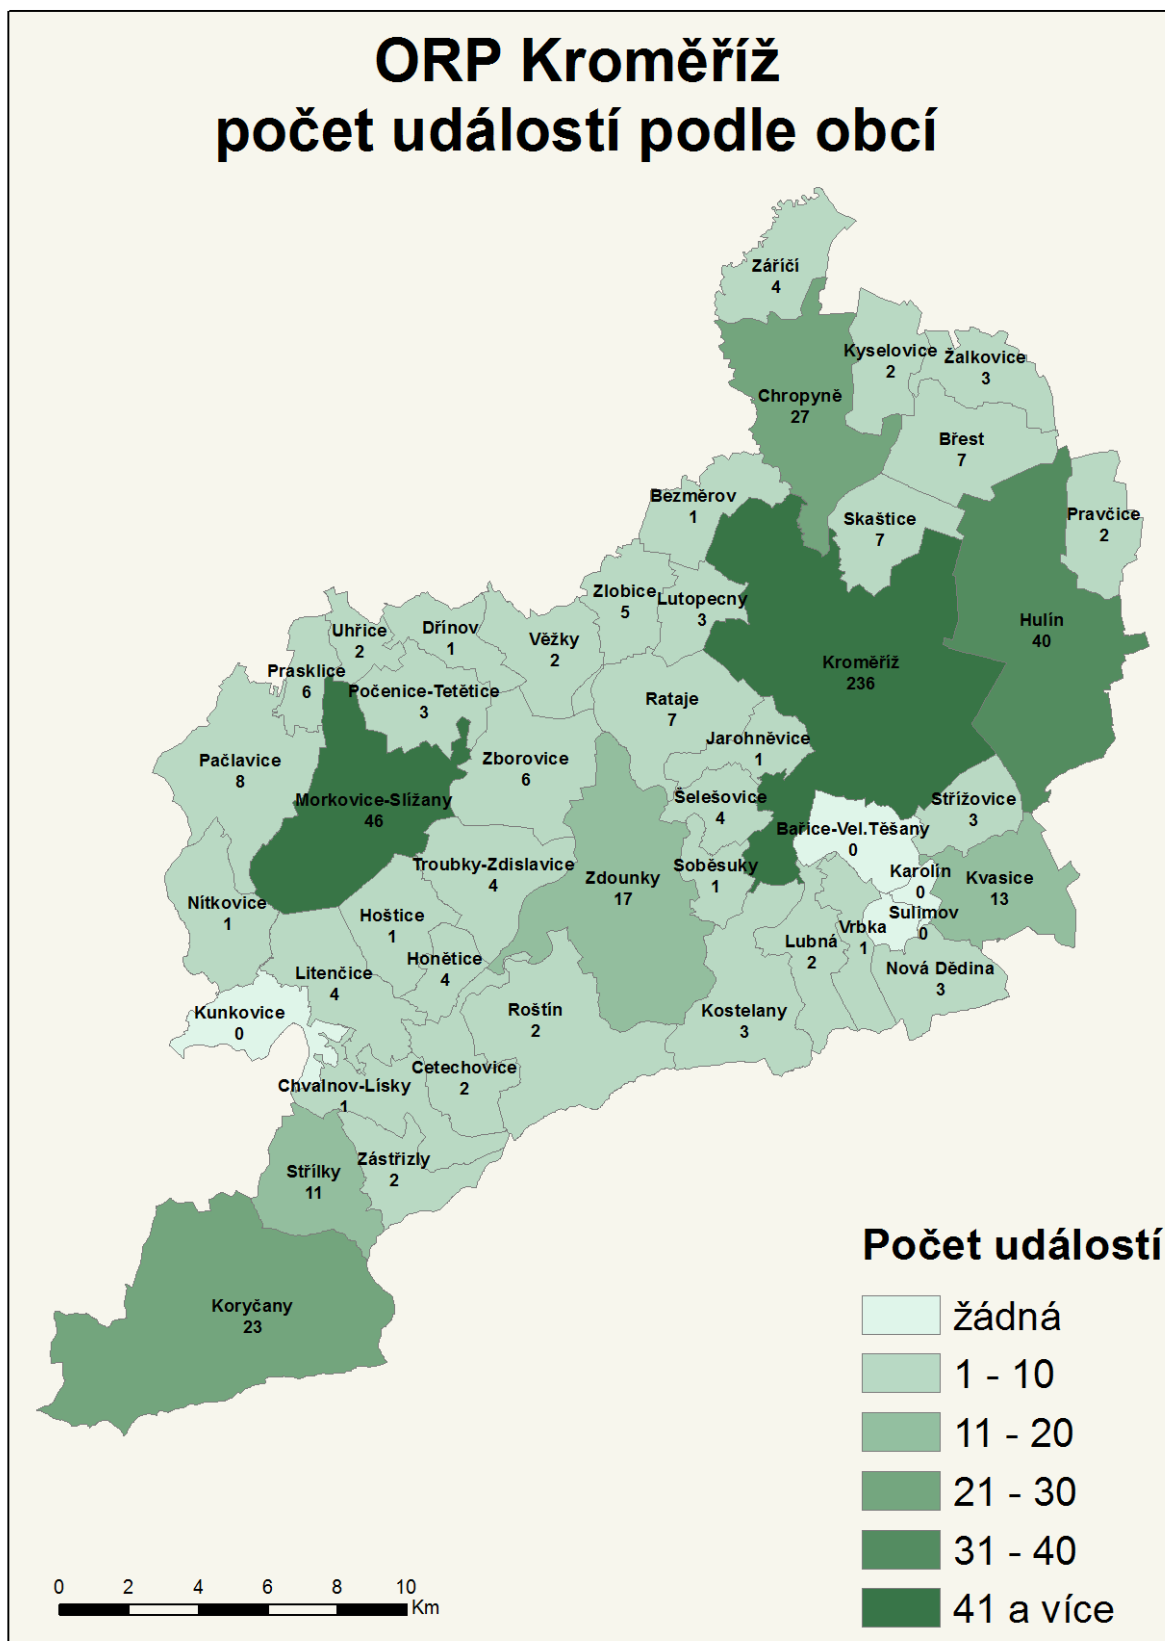 ORP Kroměříž
počet událostí podle obcí
Záříčí
4
Kyselovice
2
Žalkovice
3
Chropyně
27
Břest
7
Bezměrov
1
Skaštice
7
Pravčice
2
Zlobice
5
Lutopecny
3
Hulín
40
Uhřice
2
Dřínov
1
Věžky
2
Kroměříž
236
Prasklice
6
Počenice-Tetětice
3
Rataje
7
Jarohněvice
1
Pačlavice
8
Zborovice
6
Morkovice-Slížany
46
Šelešovice
4
Střížovice
3
Bařice-Vel.Těšany
0
Troubky-Zdislavice
4
Zdounky
17
Soběsuky
1
Karolín
0
Kvasice
13
Nítkovice
1
Hoštice
1
Sulimov
0
Vrbka
1
Lubná
2
Honětice
4
Litenčice
4
Nová Dědina
3
Kunkovice
0
Roštín
2
Kostelany
3
Cetechovice
2
Chvalnov-Lísky
1
Zástřizly
2
Střílky
11
Koryčany
23
Počet událostí
žádná
1 - 10
11 - 20
21 - 30
31 - 40
41 a více
0 2 4 6 8 10
Km